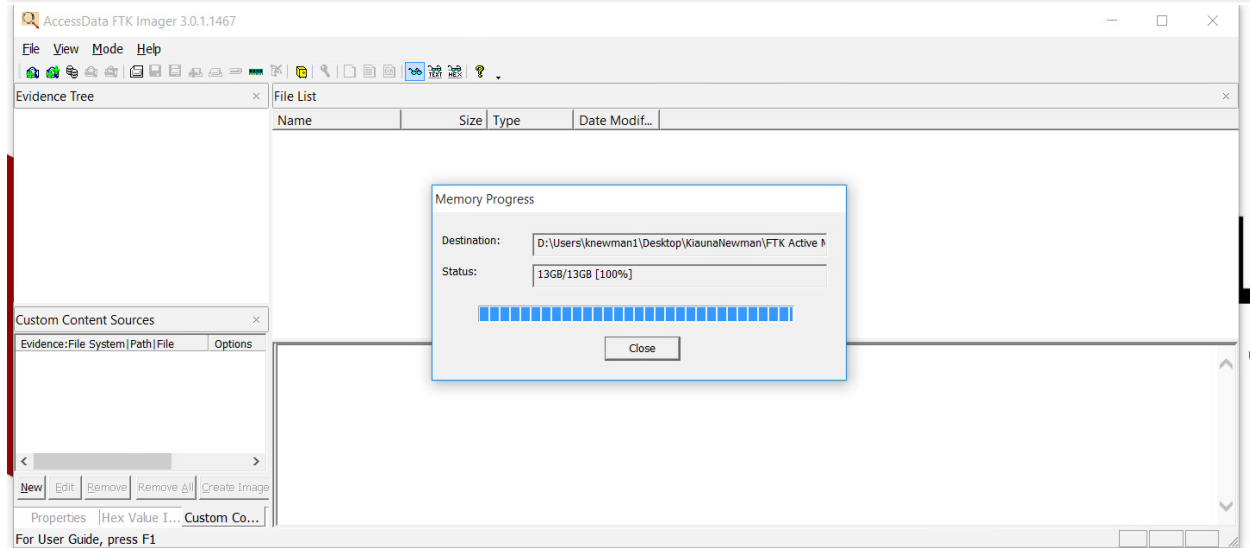 AccessData FTK Imager 3.0.1.1467
File View Mode Help
Evidence Tree
File List
Name Size Type Date Modif...
Memory Progress
Destination: D:\Users\knewman1\Desktop\KiaunaNewman\FTK Active
Status: 13GB/13GB [100%]
Close
Custom Content Sources
Evidence:File System|Path|File Options
New Edit Remove Remove All Create Image
Properties Hex Value I... Custom Co...
For User Guide, press F1